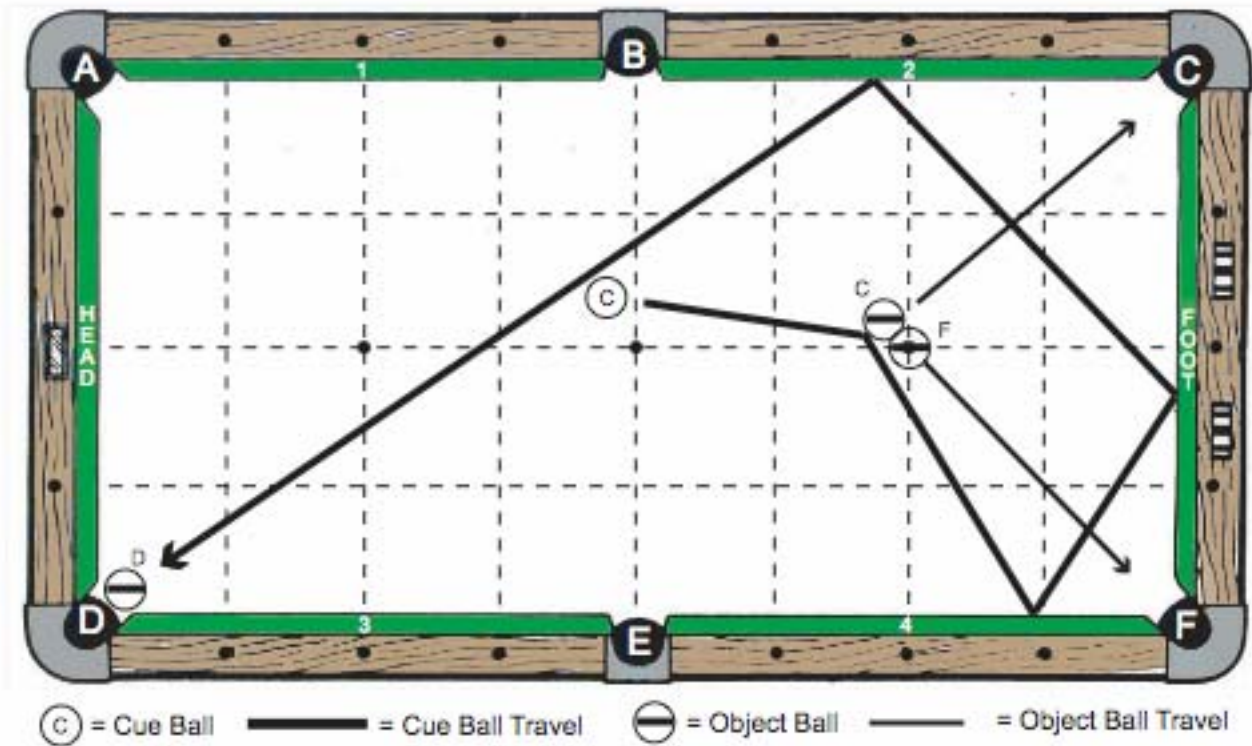 A B C
1 2
C
C
F
HEAD
FOOT
D
D E F
3 4
C = Cue Ball = Cue Ball Travel = Object Ball = Object Ball Travel